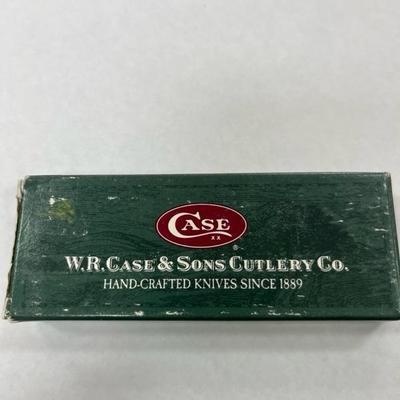 CASE
XX
®
W.R. CASE & SONS CUTLERY CO.
HAND-CRAFTED KNIVES SINCE 1889